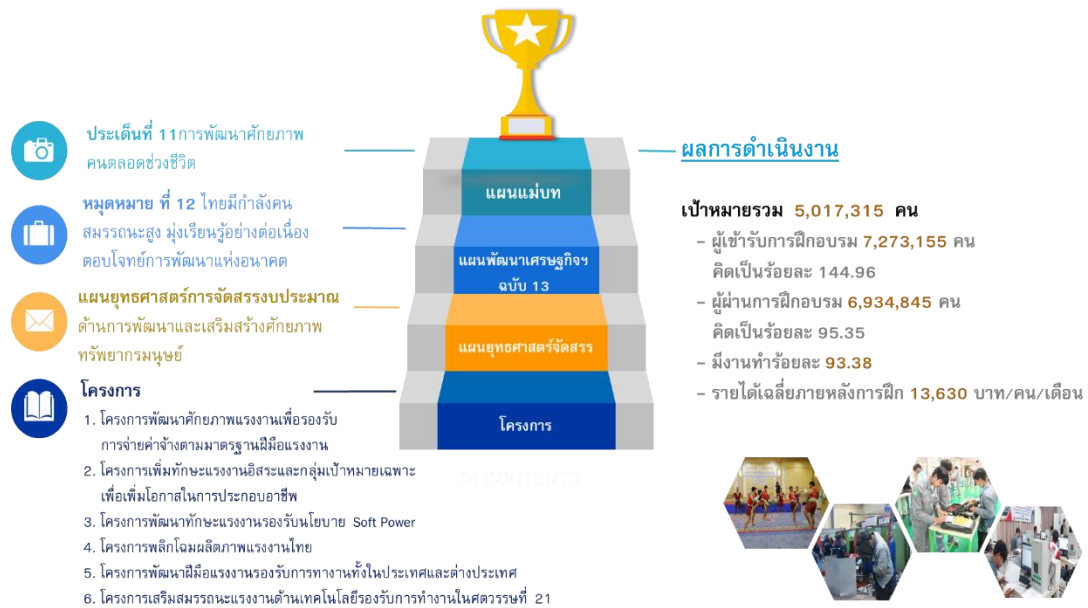 ประเด็นที่ 11การพัฒนาศักยภาพ
คนตลอดช่วงชีวิต
หมุดหมาย ที่ 12 ไทยมีกำลังคน
สมรรถนะสูง มุ่งเรียนรู้อย่างต่อเนื่อง
ตอบโจทย์การพัฒนาแห่งอนาคต
แผนยุทธศาสตร์การจัดสรรงบประมาณ
ด้านการพัฒนาและเสริมสร้างศักยภาพ
ทรัพยากรมนุษย์
โครงการ
1. โครงการพัฒนาศักยภาพแรงงานเพื่อรองรับ
การจ่ายค่าจ้างตามมาตรฐานฝีมือแรงงาน
2. โครงการเพิ่มทักษะแรงงานอิสระและกลุ่มเป้าหมายเฉพาะ
เพื่อเพิ่มโอกาสในการประกอบอาชีพ
3. โครงการพัฒนาทักษะแรงงานรองรับนโยบาย Soft Power
4. โครงการพลิกโฉมผลิตภาพแรงงานไทย
5. โครงการพัฒนาฝีมือแรงงานรองรับการทางานทั้งในประเทศและต่างประเทศ
6. โครงการเสริมสมรรถนะแรงงานด้านเทคโนโลยีรองรับการทำงานในศตวรรษที่ 21
แผนแม่บท
แผนพัฒนาเศรษฐกิจฯ
ฉบับ 13
แผนยุทธศาสตร์จัดสรร
โครงการ
04 CONTENTS
ผลการดำเนินงาน
เป้าหมายรวม 5,017,315 คน
– ผู้เข้ารับการฝึกอบรม 7,273,155 คน
คิดเป็นร้อยละ 144.96
– ผู้ผ่านการฝึกอบรม 6,934,845 คน
คิดเป็นร้อยละ 95.35
– มีงานทำร้อยละ 93.38
– รายได้เฉลี่ยภายหลังการฝึก 13,630 บาท/คน/เดือน